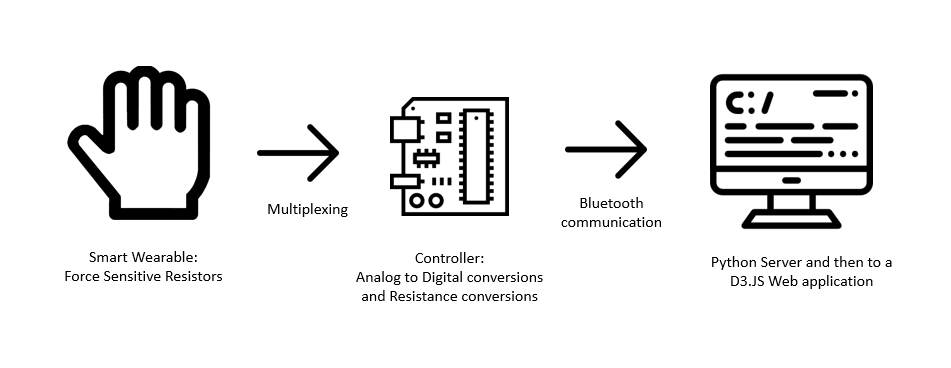 C:/
Multiplexing
Bluetooth
communication
Smart Wearable:
Force Sensitive Resistors
Controller:
Analog to Digital conversions
and Resistance conversions
Python Server and then to a
D3.JS Web application